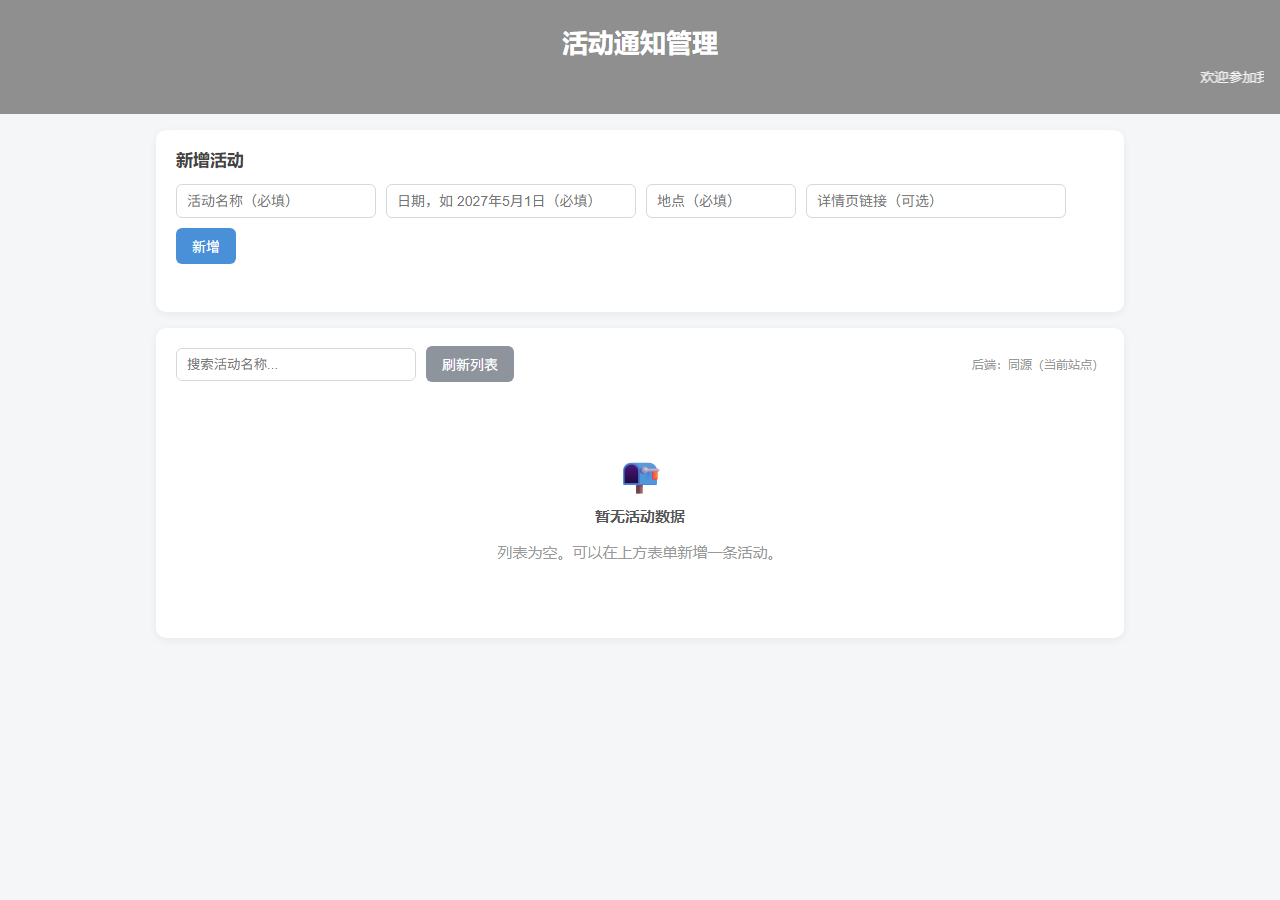 活动通知管理
欢迎参加
新增活动
活动名称（必填）
日期，如 2027年5月1日（必填）
地点（必填）
详情页链接（可选）
新增
搜索活动名称...
刷新列表
后端：同源（当前站点）
暂无活动数据
列表为空。可以在上方表单新增一条活动。